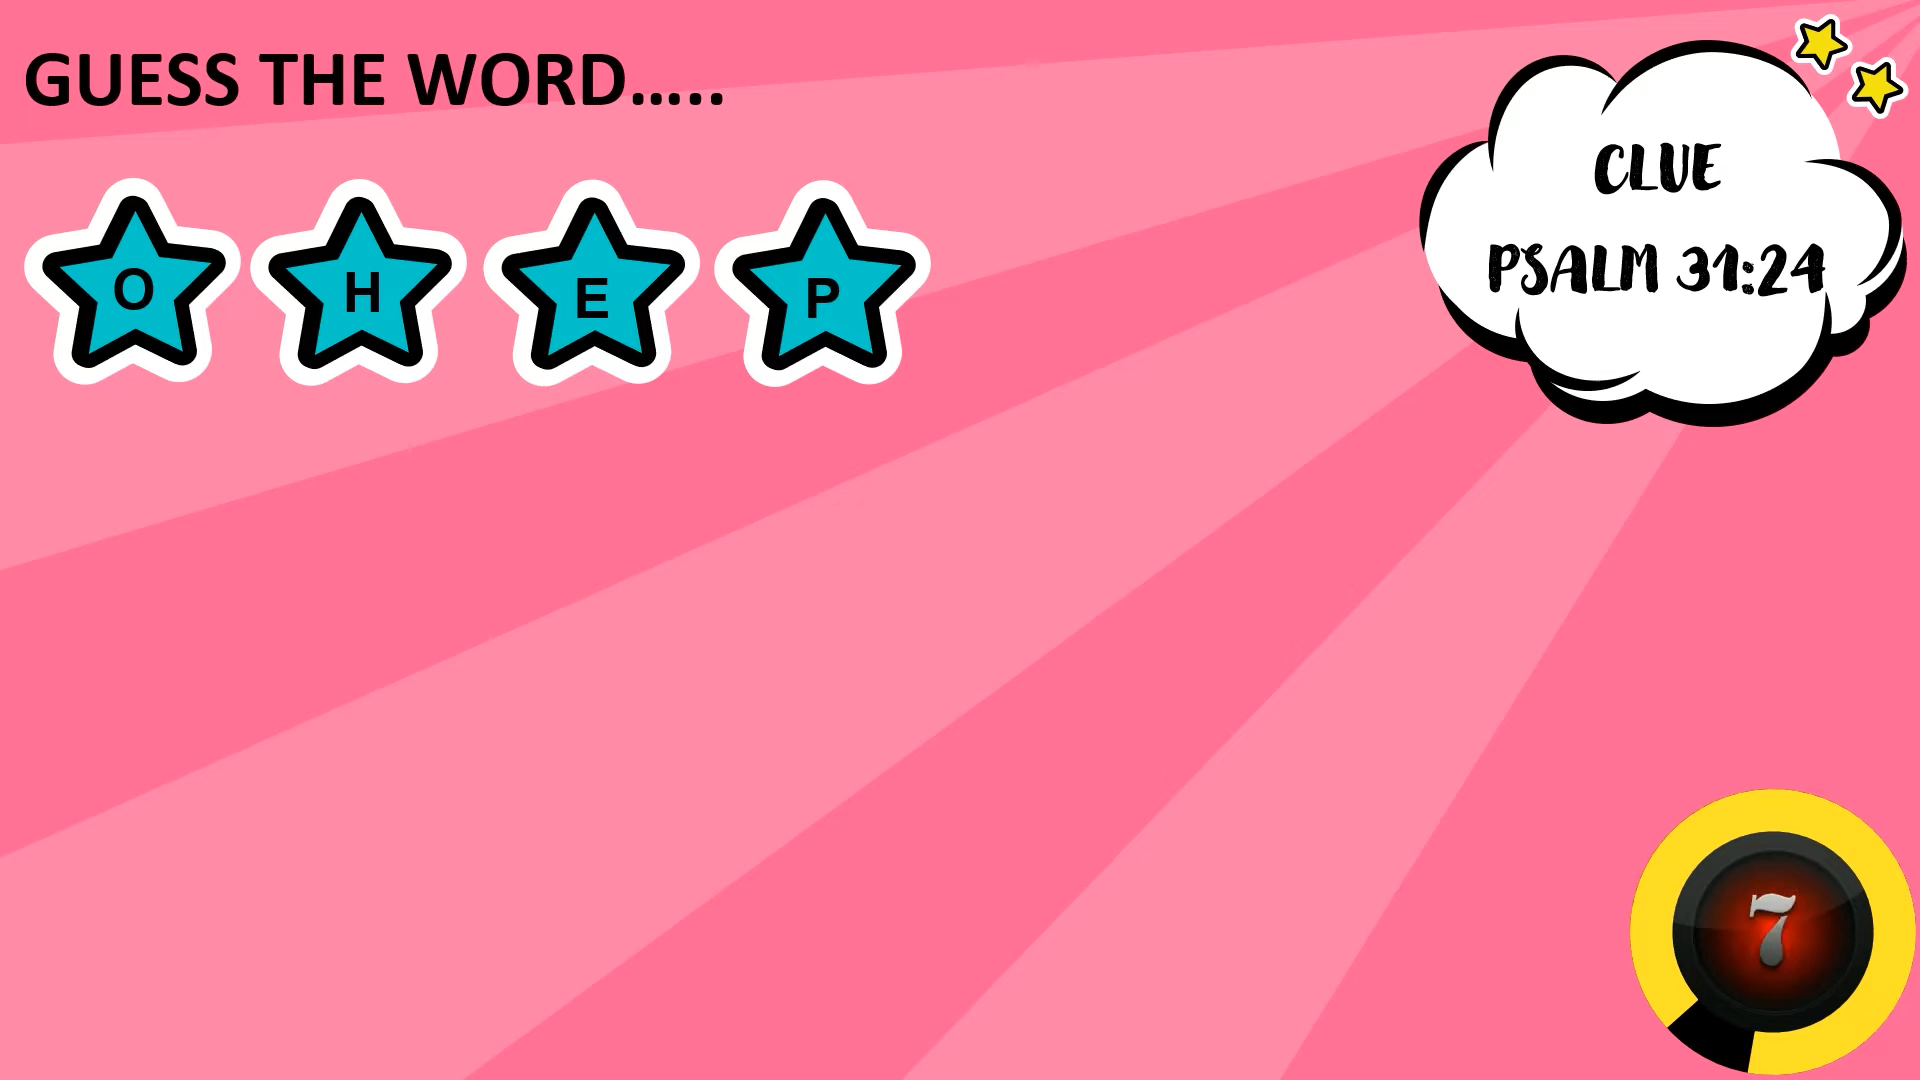 GUESS THE WORD.....
O H E P
CLUE
PSALM 31:24
7